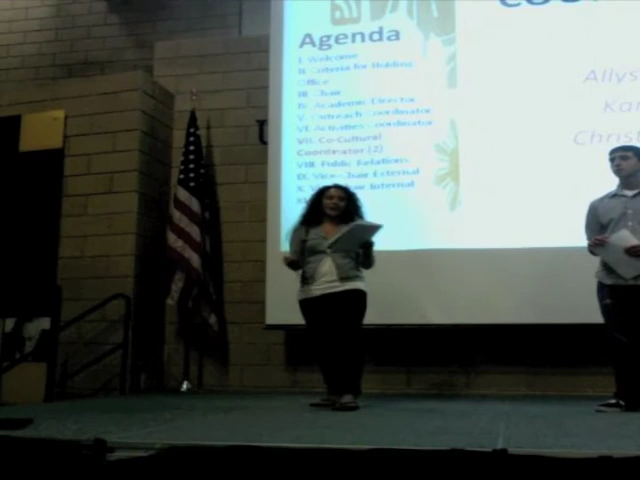 Agenda
I. Welcome
II. Criteria for Holding
Office
III. Chair
IV. Academic Director
V. Outreach Coordinator
VI. Activities Coordinator
VII. Co-Cultural
Coordinator (2)
VIII. Public Relations
IX. Vice-Chair External
X. Vice-Chair Internal
Allys
Ka
Christ